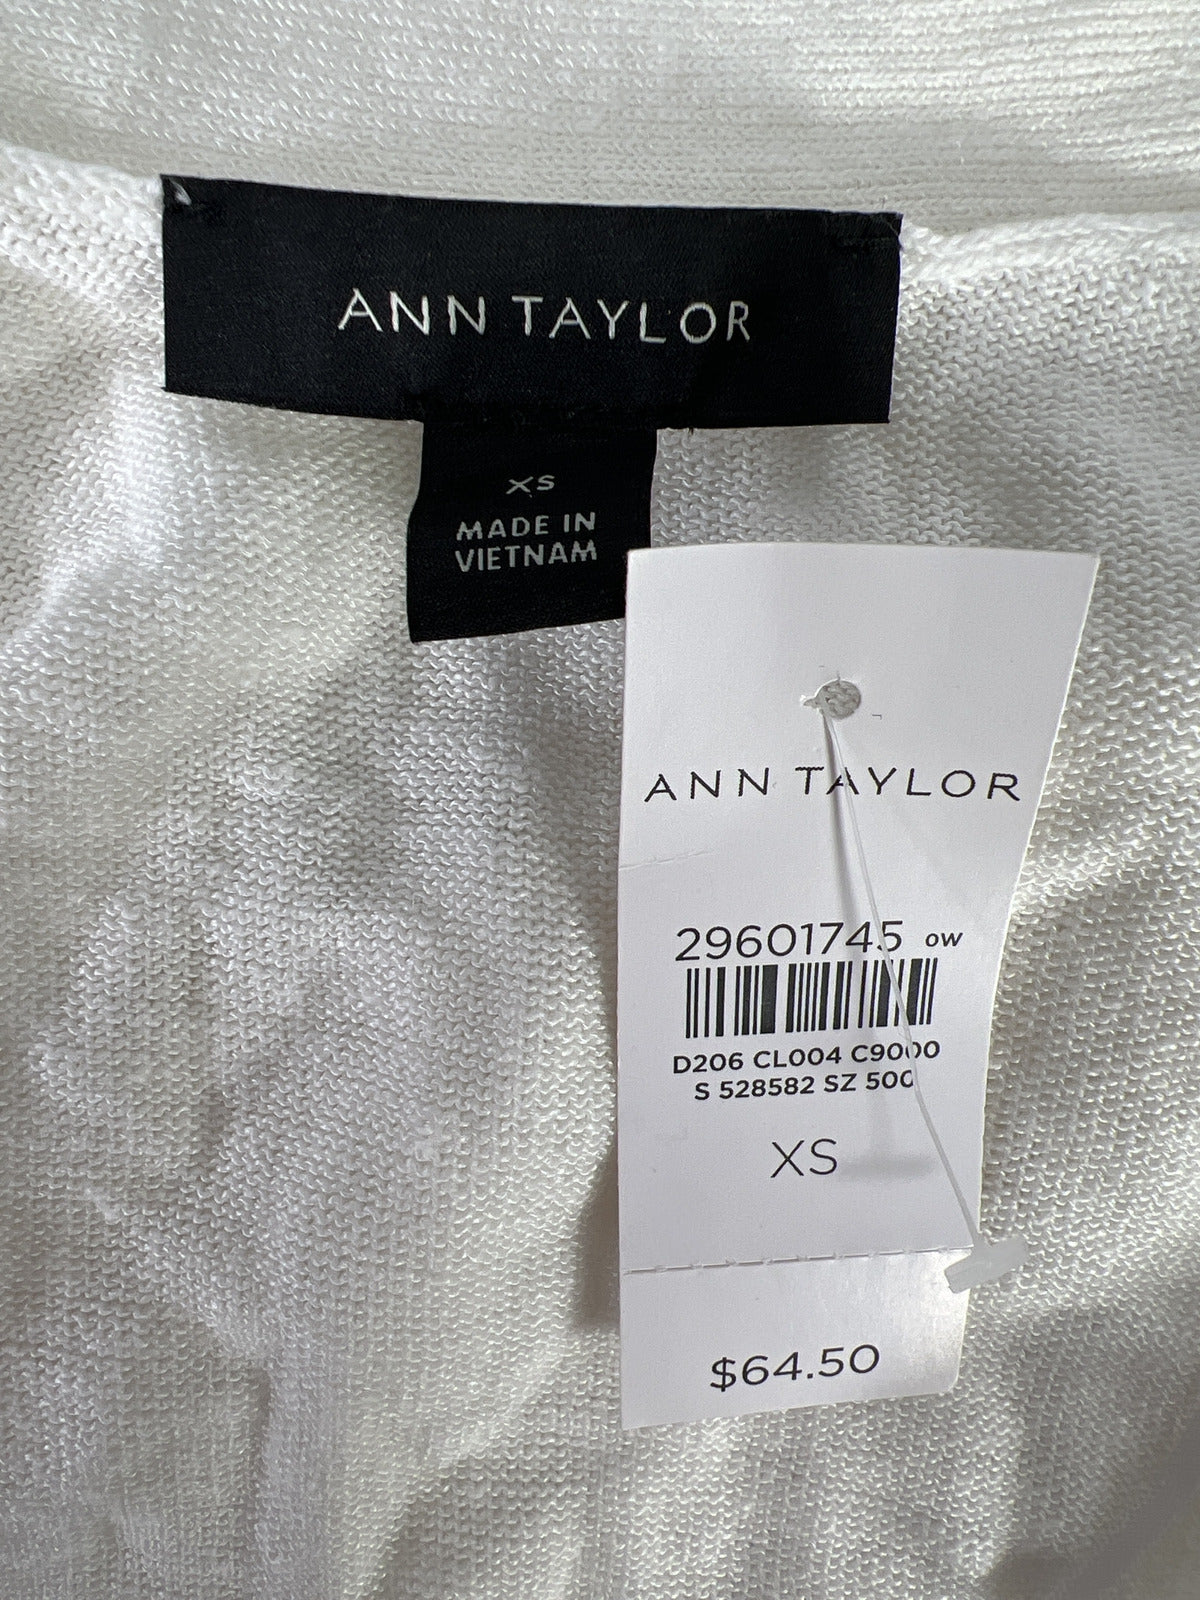 ANN TAYLOR
XS
MADE IN
VIETNAM
ANN TAYLOR
29601745 OW
D206 CL004 C9000
S 528582 SZ 500
XS
$64.50